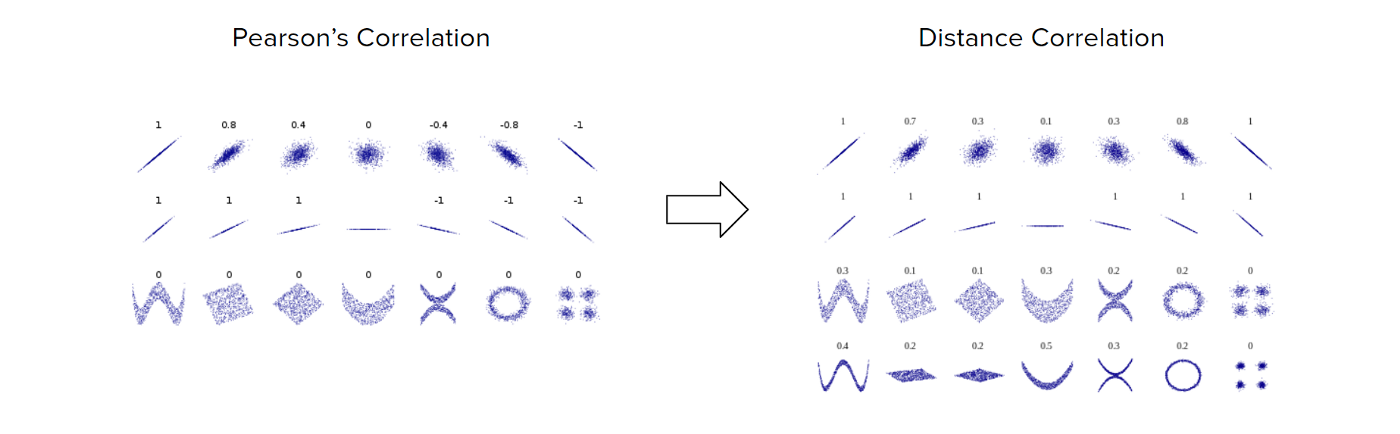 Pearson's Correlation
1 0.8 0.4 0 -0.4 -0.8 -1
1 1 1 -1 -1 -1
0 0 0 0 0 0 0
Distance Correlation
1 0.7 0.3 0.1 0.3 0.8 1
1 1 1 1 1 1
0.3 0.1 0.1 0.3 0.2 0.2 0
0.4 0.2 0.2 0.5 0.3 0.2 0